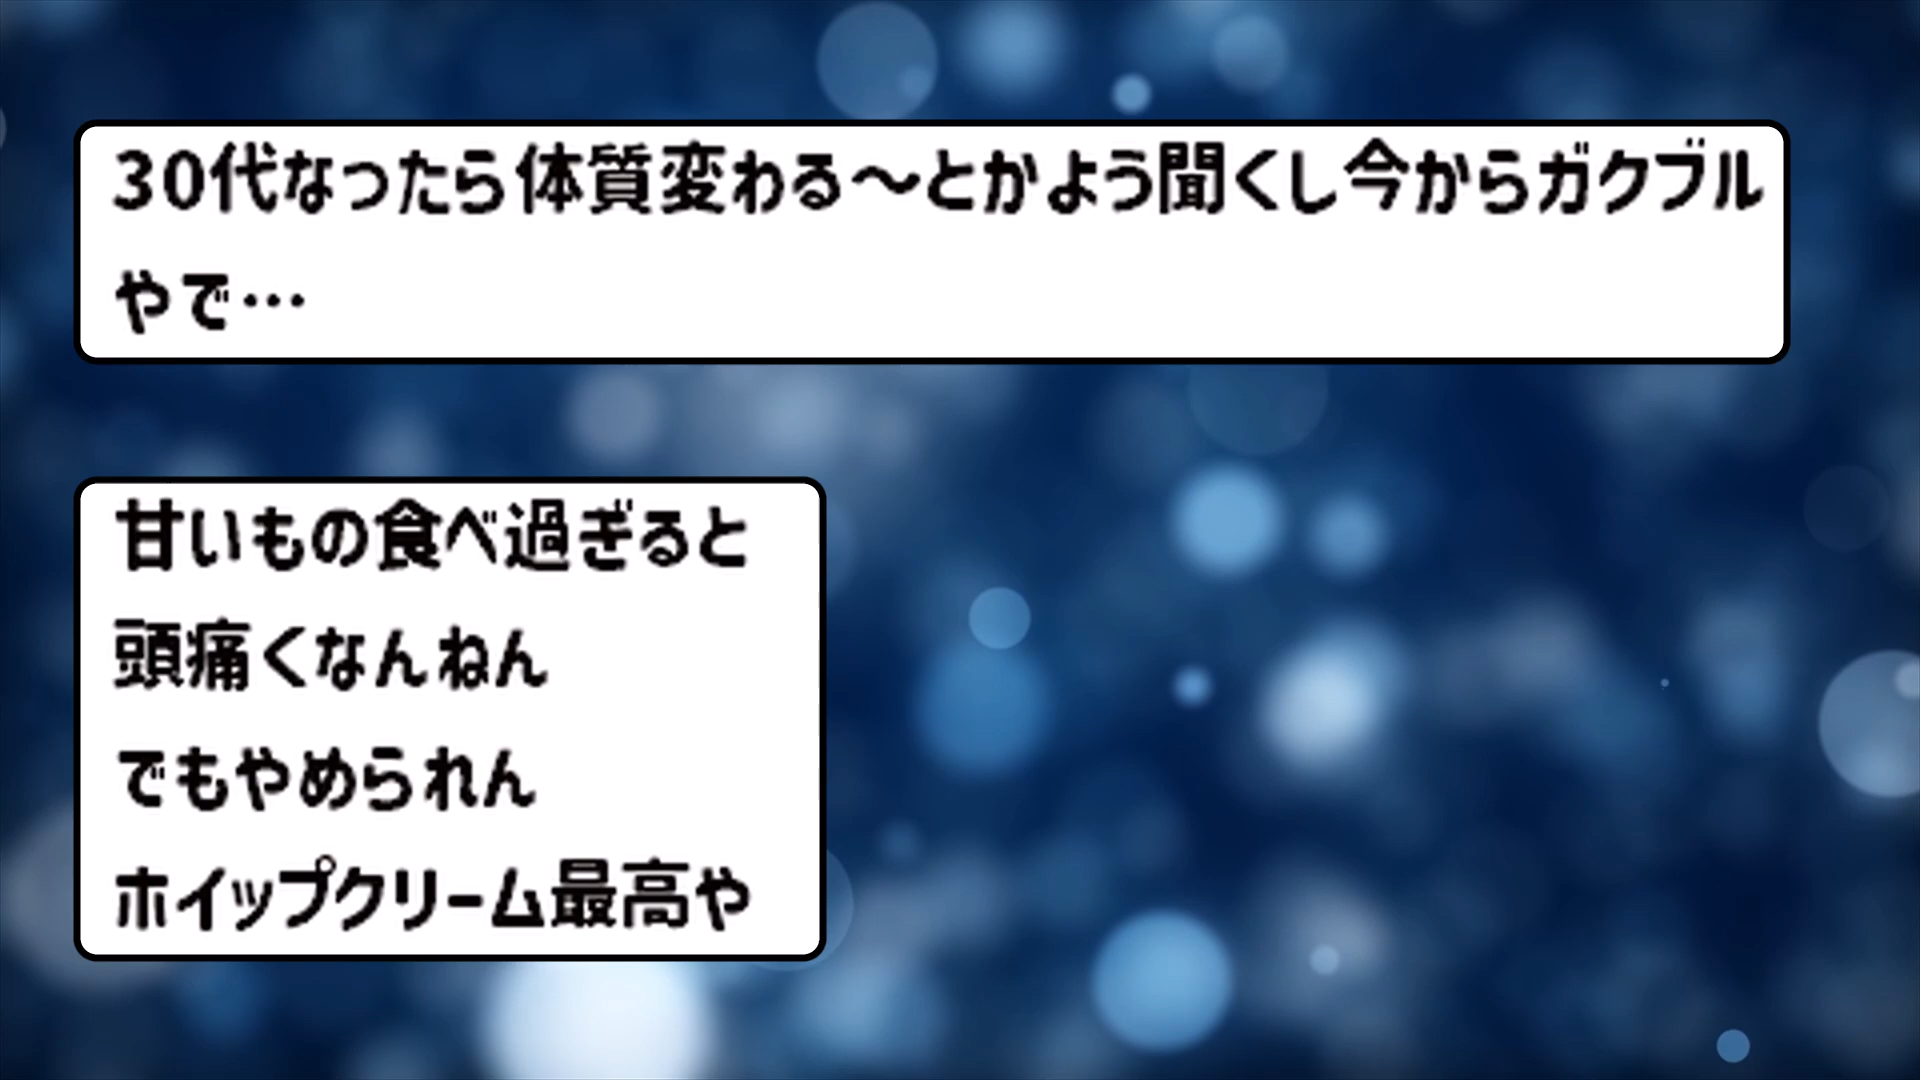 30代なったら体質変わる～とかよう聞くし今からガクブル
やで…
甘いもの食べ過ぎると
頭痛くなんねん
でもやめられん
ホイップクリーム最高や